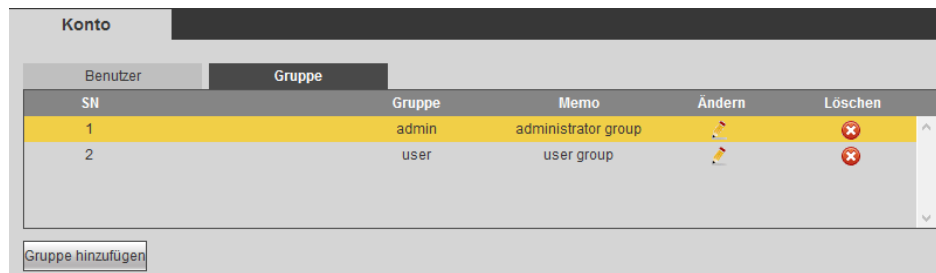 Konto
Benutzer Gruppe
SN Gruppe Memo Ändern Löschen
1 admin administrator group
2 user user group
Gruppe hinzufügen